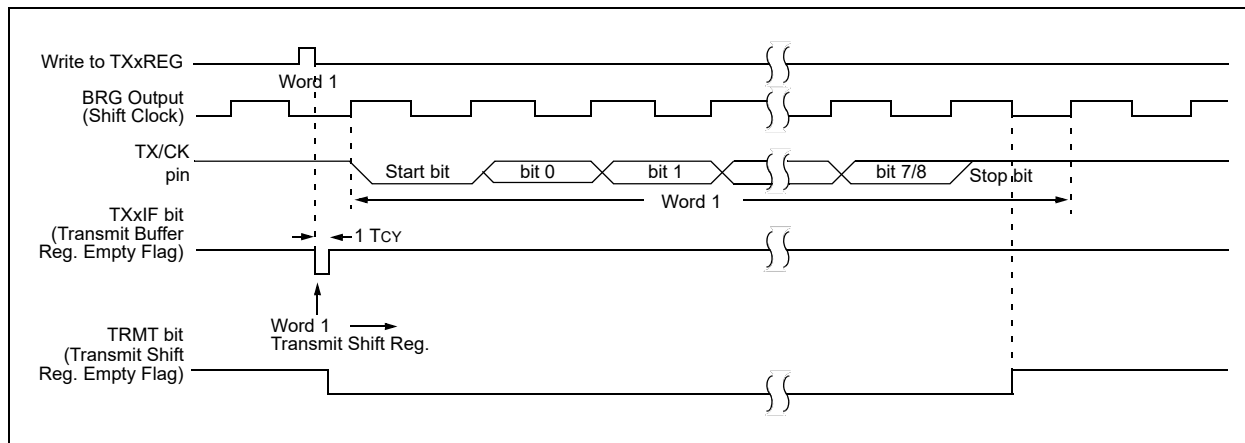 Write to TXxREG
Word 1
BRG Output
(Shift Clock)
TX/CK
pin
Start bit
bit 0
bit 1
bit 7/8
Stop bit
Word 1
TXxIF bit
(Transmit Buffer
Reg. Empty Flag)
1 TCY
Word 1
Transmit Shift Reg.
TRMT bit
(Transmit Shift
Reg. Empty Flag)